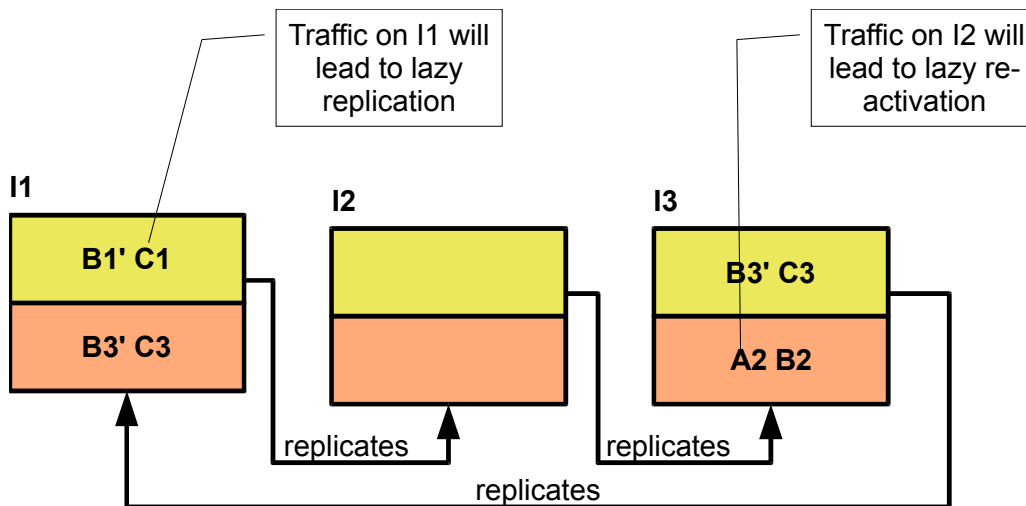 Traffic on I1 will
lead to lazy
replication
Traffic on I2 will
lead to lazy re-
activation
I1
I2
I3
B1' C1
B3' C3
B3' C3
A2 B2
replicates
replicates
replicates